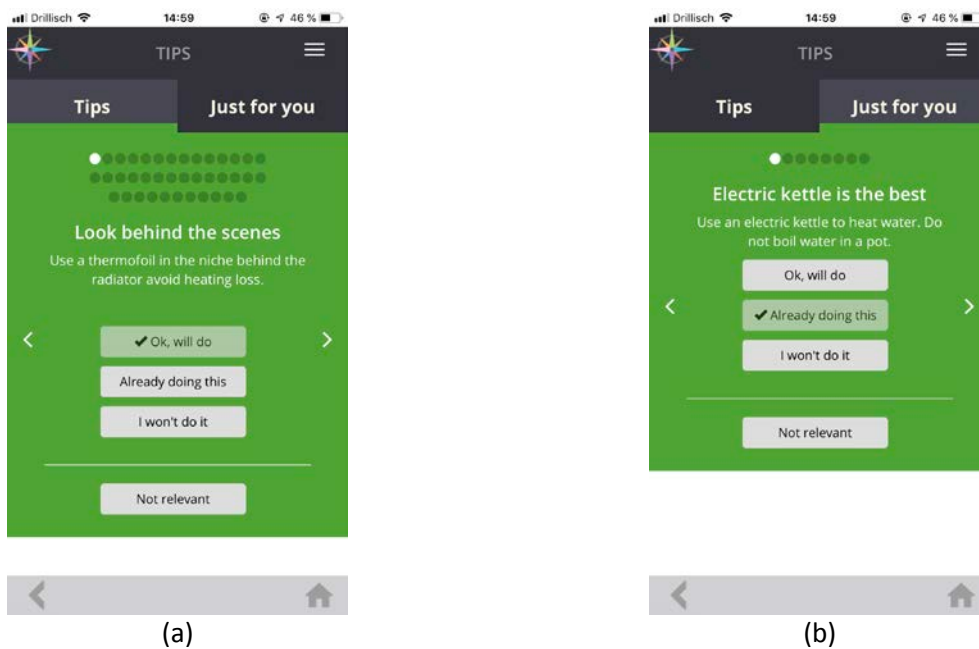 Drillisch 14:59 46 %
TIPS
Tips Just for you
Look behind the scenes
Use a thermofoil in the niche behind the
radiator avoid heating loss.
Ok, will do
Already doing this
I won't do it
Not relevant
(a)
Drillisch 14:59 46 %
TIPS
Tips Just for you
Electric kettle is the best
Use an electric kettle to heat water. Do
not boil water in a pot.
Ok, will do
Already doing this
I won't do it
Not relevant
(b)